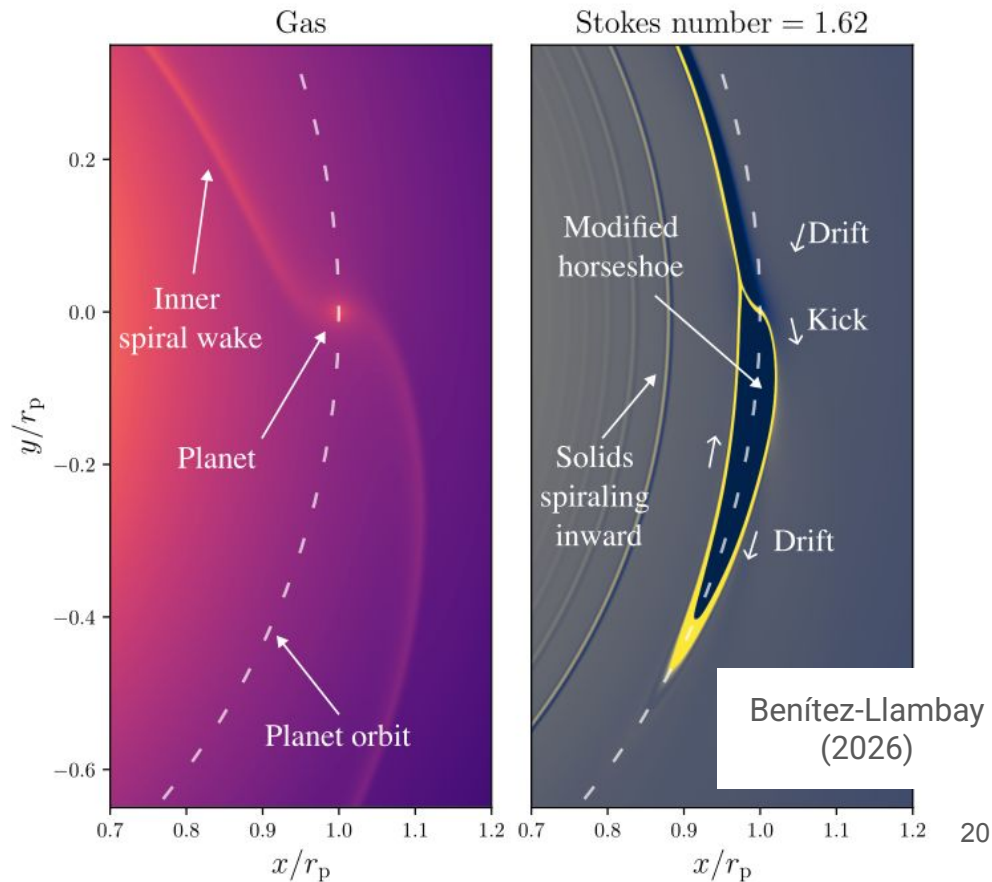 Gas
Stokes number = 1.62
0.2
0.0
−0.2
−0.4
−0.6
y/rp
Inner
spiral wake
Planet
Planet orbit
0.7 0.8 0.9 1.0 1.1 1.2
x/rp
Modified
horseshoe
Drift
Kick
Solids
spiraling
inward
Drift
Benítez-Llambay
(2026)
0.7 0.8 0.9 1.0 1.1 1.2
x/rp
20